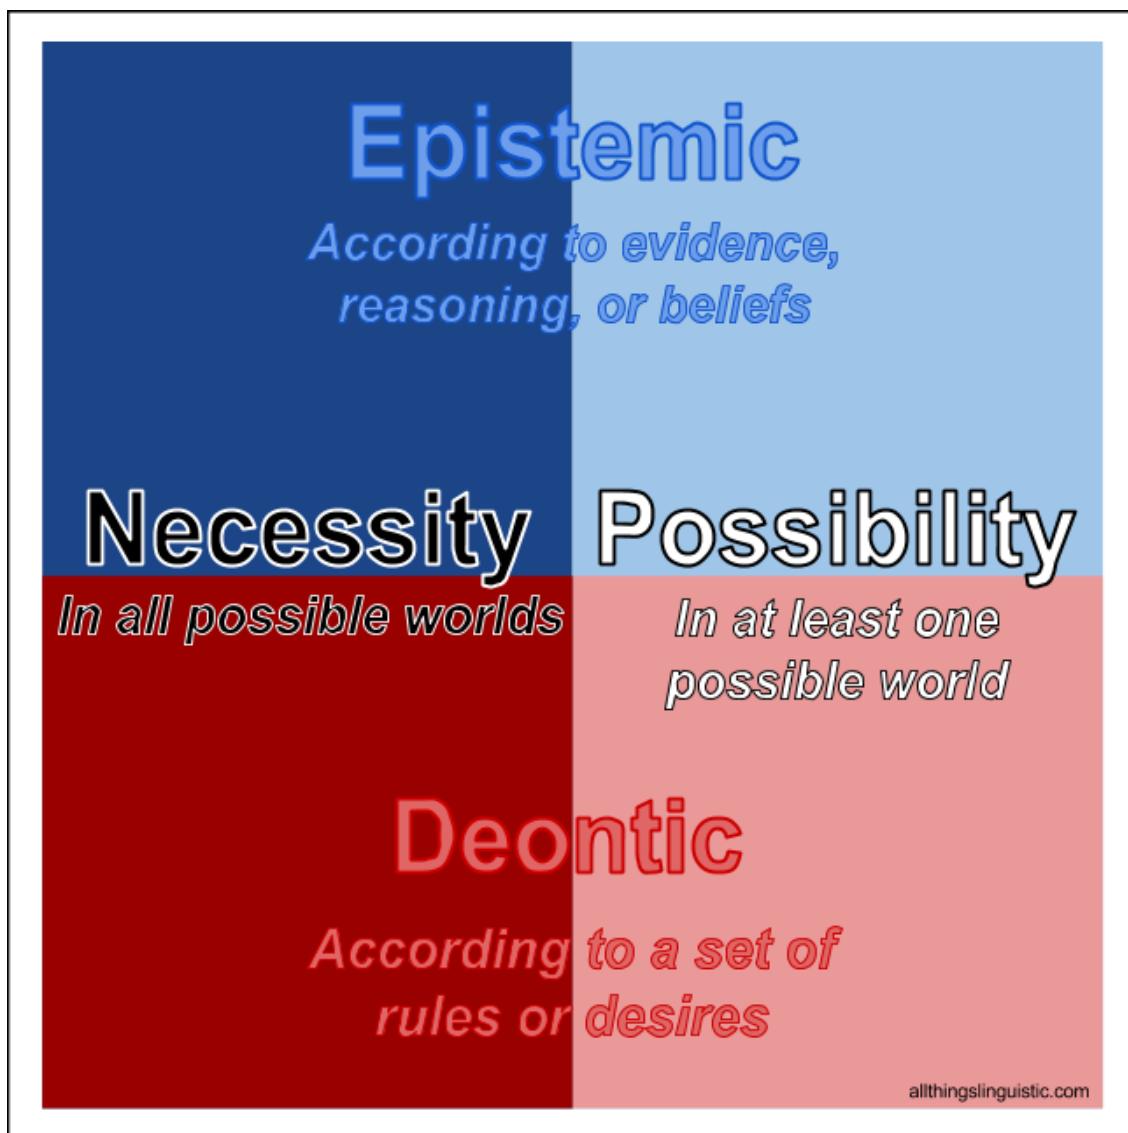 Epistemic
According to evidence,
reasoning, or beliefs
Necessity
In all possible worlds
Possibility
In at least one
possible world
Deontic
According to a set of
rules or desires
allthingslinguistic.com